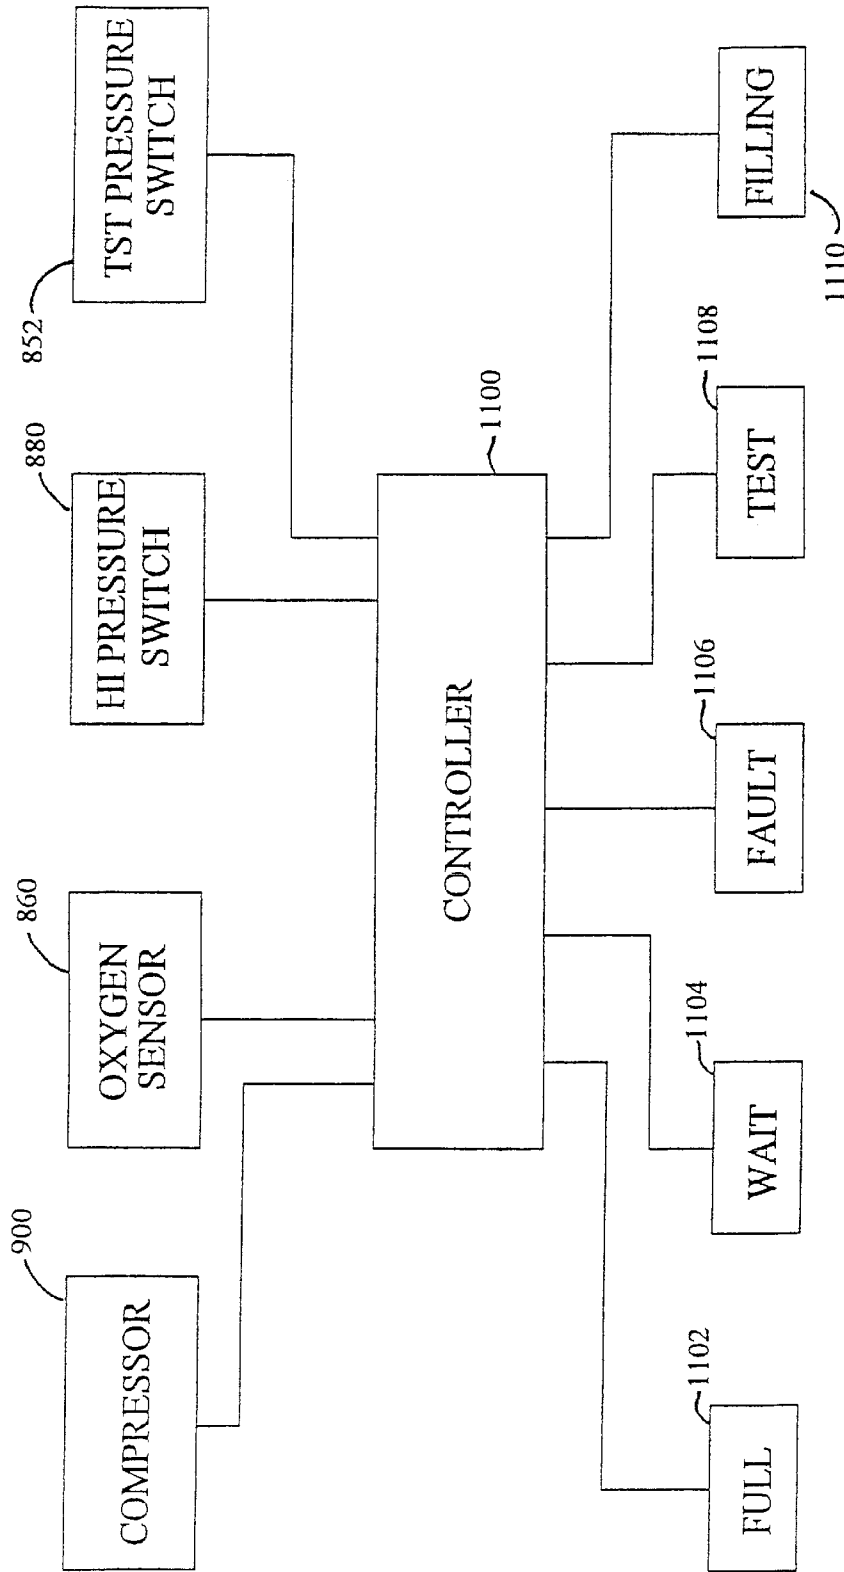 900
COMPRESSOR
860
OXYGEN
SENSOR
880
HI PRESSURE
SWITCH
852
TST PRESSURE
SWITCH
CONTROLLER
1100
1102
FULL
1104
WAIT
1106
FAULT
1108
TEST
1110
FILLING